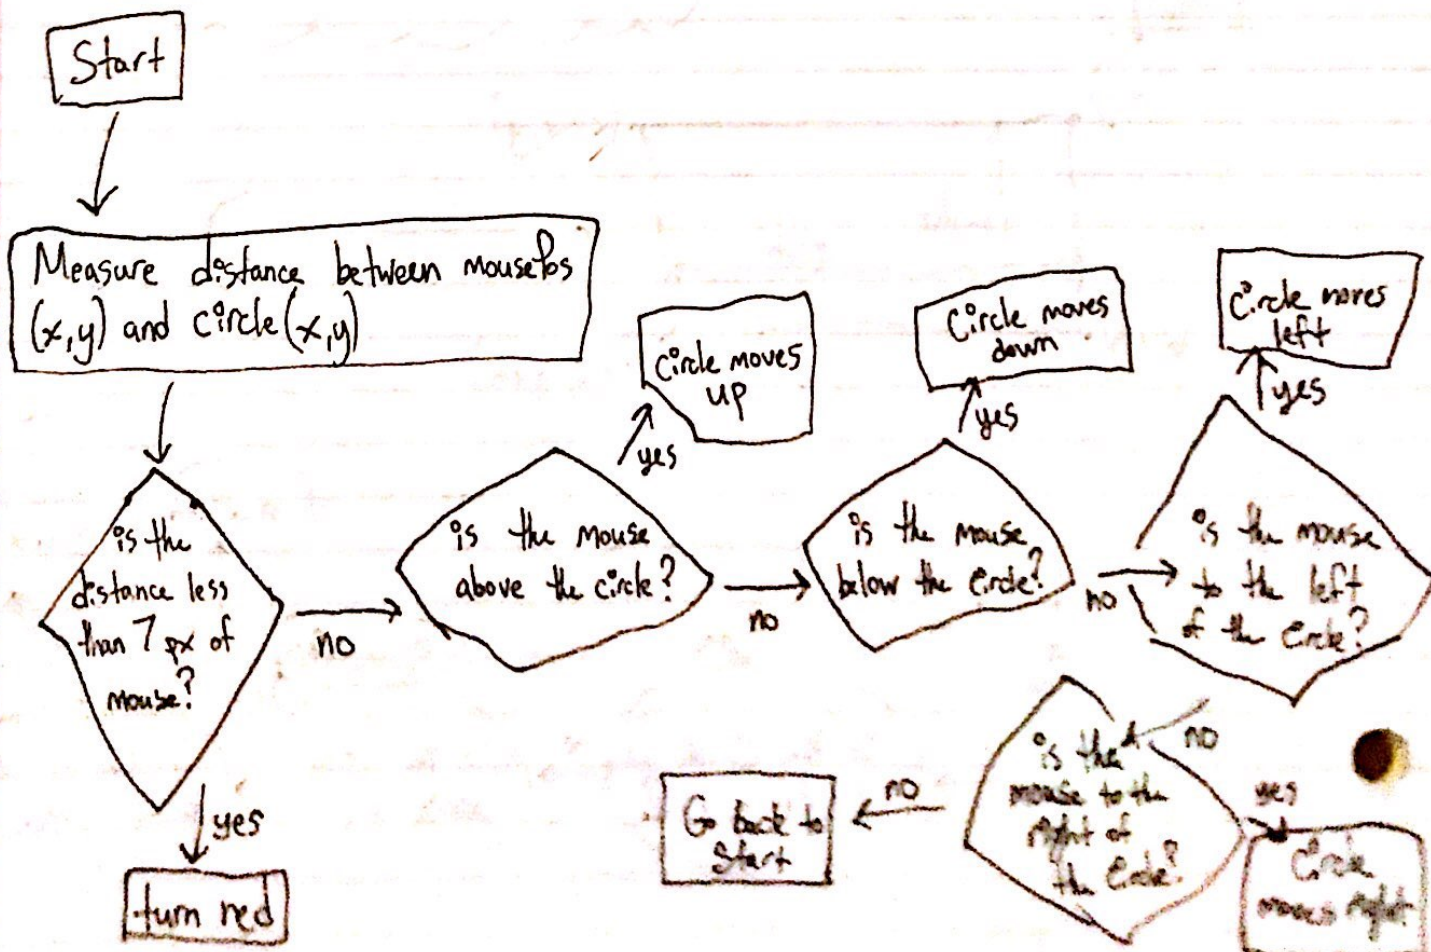 Start
Measure distance between mousePos
(x,y) and circle(x,y)
is the
distance less
than 7 px of
mouse?
yes
turn red
no
is the mouse
above the circle?
yes
Circle moves
up
no
is the mouse
below the circle?
yes
Circle moves
down
no
is the mouse
to the left
of the circle?
yes
Circle moves
left
no
is the
mouse to the
right of
the circle?
yes
Circle
moves right
no
Go back to
Start